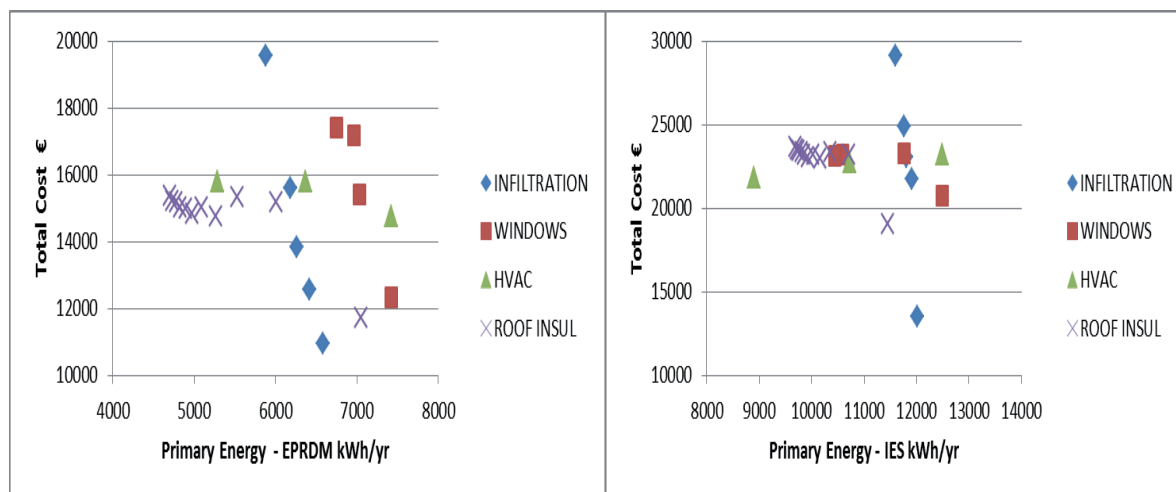 20000
18000
16000
14000
12000
10000
4000 5000 6000 7000 8000
Total Cost €
Primary Energy - EPRDM kWh/yr
INFILTRATION
WINDOWS
HVAC
ROOF INSUL
30000
25000
20000
15000
10000
8000 9000 10000 11000 12000 13000 14000
Total Cost €
Primary Energy - IES kWh/yr
INFILTRATION
WINDOWS
HVAC
ROOF INSUL